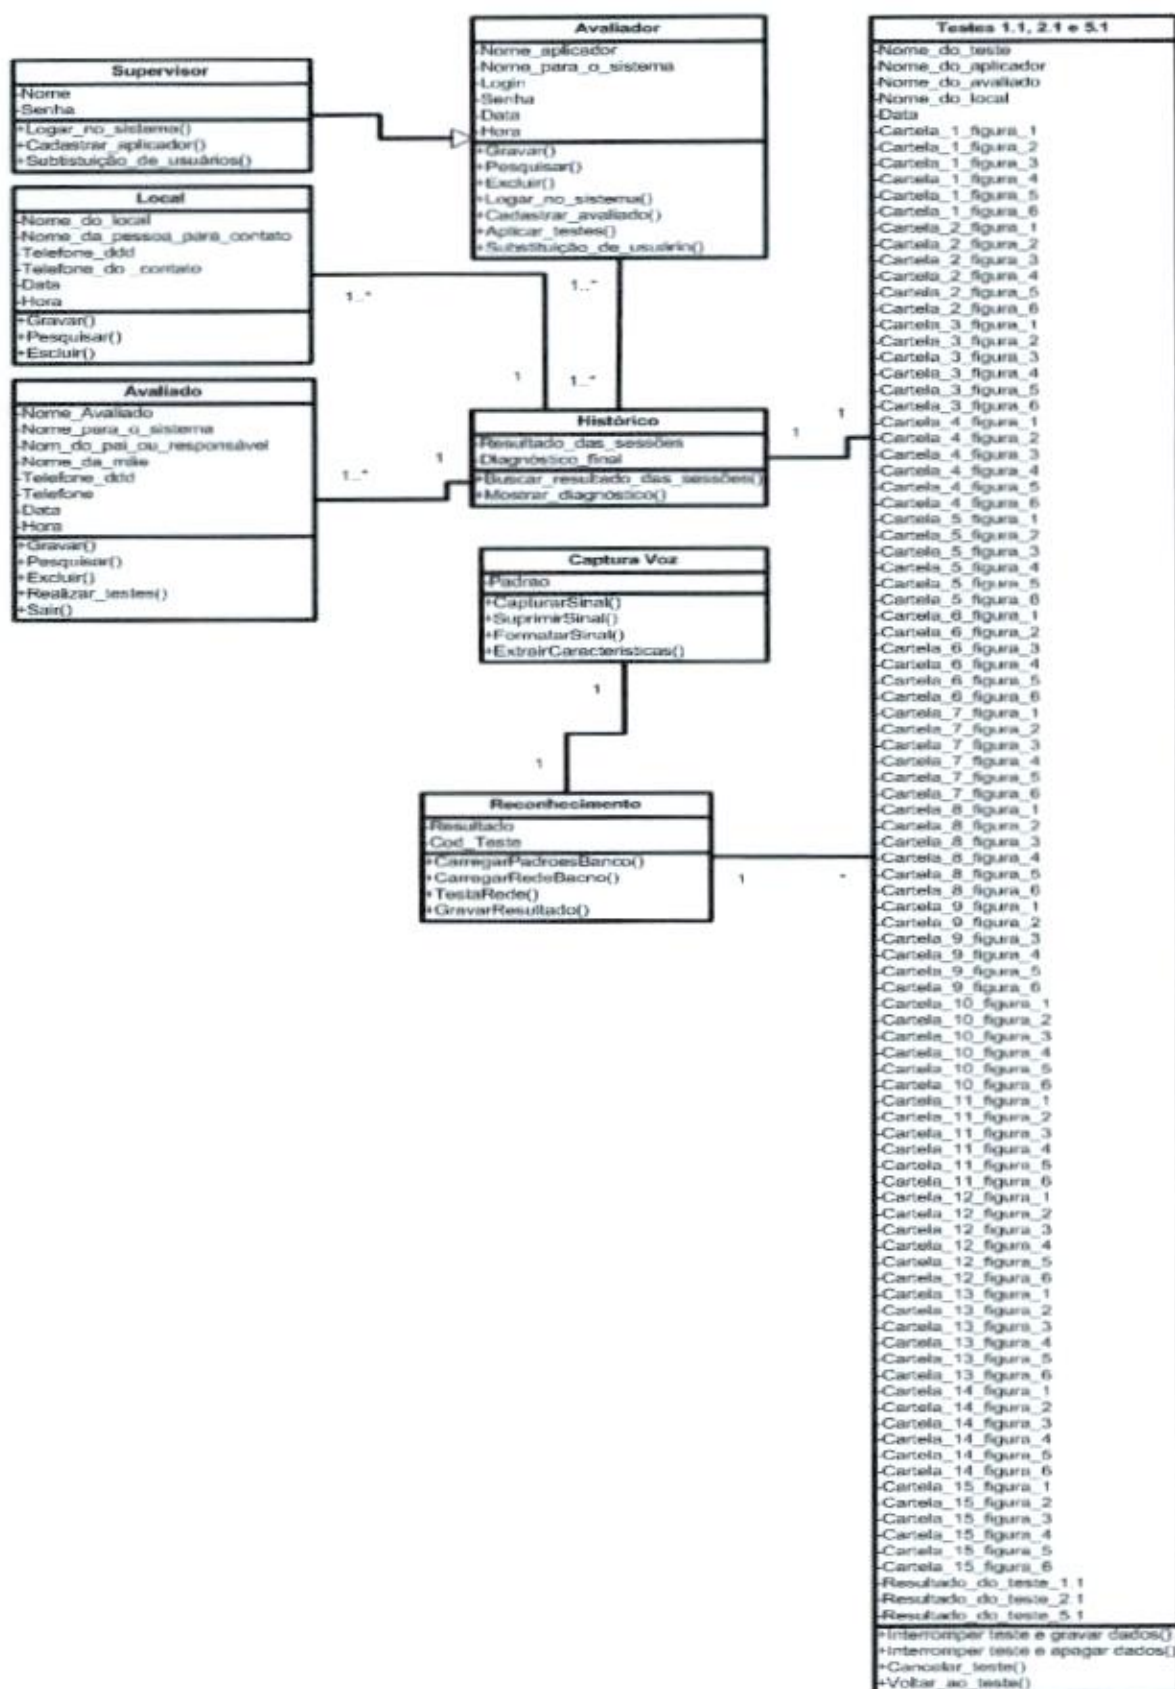 Supervisor
-Nome
-Senha
+Logar_no_sistema()
+Cadastrar_aplicador()
+Subtistuição_de_usuários()
Avaliador
-Nome_aplicador
-Nome_para_o_sistema
-Login
-Senha
-Data
-Hora
+Gravar()
+Pesquisar()
+Excluir()
+Logar_no_sistema()
+Cadastrar_avaliado()
+Aplicar_testes()
+Substituição_de_usuário()
Local
-Nome_do_local
-Nome_da_pessoa_para_contato
-Telefone_ddd
-Telefone_do _contato
-Data
-Hora
+Gravar()
+Pesquisar()
+Escluir()
1..*
1
1..*
1..*
Avaliado
-Nome_Avaliado
-Nome_para_o_sistema
-Nom_do_pai_ou_responsável
-Nome_da_mãe
-Telefone_ddd
-Telefone
-Data
-Hora
+Gravar()
+Pesquisar()
+Excluir()
+Realizar_testes()
+Sair()
1..*
1
Histórico
-Resultado_das_sessões
-Diagnóstico_final
+Buscar_resultado_das_sessões()
+Mostrar_diagnóstico()
1
1
Captura Voz
-Padrao
+CapturarSinal()
+SuprimirSinal()
+FormatarSinal()
+ExtrairCaracteristicas()
1
1
Reconhecimento
-Resultado
-Cod_Teste
+CarregarPadroesBanco()
+CarregarRedeBacno()
+TestaRede()
+GravarResultado()
1
*
Testes 1.1, 2.1 e 5.1
-Nome_do_teste
-Nome_do_aplicador
-Nome_do_avaliado
-Nome_do_local
-Data
-Cartela_1_figura_1
-Cartela_1_figura_2
-Cartela_1_figura_3
-Cartela_1_figura_4
-Cartela_1_figura_5
-Cartela_1_figura_6
-Cartela_2_figura_1
-Cartela_2_figura_2
-Cartela_2_figura_3
-Cartela_2_figura_4
-Cartela_2_figura_5
-Cartela_2_figura_6
-Cartela_3_figura_1
-Cartela_3_figura_2
-Cartela_3_figura_3
-Cartela_3_figura_4
-Cartela_3_figura_5
-Cartela_3_figura_6
-Cartela_4_figura_1
-Cartela_4_figura_2
-Cartela_4_figura_3
-Cartela_4_figura_4
-Cartela_4_figura_5
-Cartela_4_figura_6
-Cartela_5_figura_1
-Cartela_5_figura_2
-Cartela_5_figura_3
-Cartela_5_figura_4
-Cartela_5_figura_5
-Cartela_5_figura_6
-Cartela_6_figura_1
-Cartela_6_figura_2
-Cartela_6_figura_3
-Cartela_6_figura_4
-Cartela_6_figura_5
-Cartela_6_figura_6
-Cartela_7_figura_1
-Cartela_7_figura_2
-Cartela_7_figura_3
-Cartela_7_figura_4
-Cartela_7_figura_5
-Cartela_7_figura_6
-Cartela_8_figura_1
-Cartela_8_figura_2
-Cartela_8_figura_3
-Cartela_8_figura_4
-Cartela_8_figura_5
-Cartela_8_figura_6
-Cartela_9_figura_1
-Cartela_9_figura_2
-Cartela_9_figura_3
-Cartela_9_figura_4
-Cartela_9_figura_5
-Cartela_9_figura_6
-Cartela_10_figura_1
-Cartela_10_figura_2
-Cartela_10_figura_3
-Cartela_10_figura_4
-Cartela_10_figura_5
-Cartela_10_figura_6
-Cartela_11_figura_1
-Cartela_11_figura_2
-Cartela_11_figura_3
-Cartela_11_figura_4
-Cartela_11_figura_5
-Cartela_11_figura_6
-Cartela_12_figura_1
-Cartela_12_figura_2
-Cartela_12_figura_3
-Cartela_12_figura_4
-Cartela_12_figura_5
-Cartela_12_figura_6
-Cartela_13_figura_1
-Cartela_13_figura_2
-Cartela_13_figura_3
-Cartela_13_figura_4
-Cartela_13_figura_5
-Cartela_13_figura_6
-Cartela_14_figura_1
-Cartela_14_figura_2
-Cartela_14_figura_3
-Cartela_14_figura_4
-Cartela_14_figura_5
-Cartela_14_figura_6
-Cartela_15_figura_1
-Cartela_15_figura_2
-Cartela_15_figura_3
-Cartela_15_figura_4
-Cartela_15_figura_5
-Cartela_15_figura_6
-Resultado_do_teste_1.1
-Resultado_do_teste_2.1
-Resultado_do_teste_5.1
+Interromper teste e gravar dados()
+Interromper teste e apagar dados()
+Cancelar_teste()
+Voltar_ao_teste()